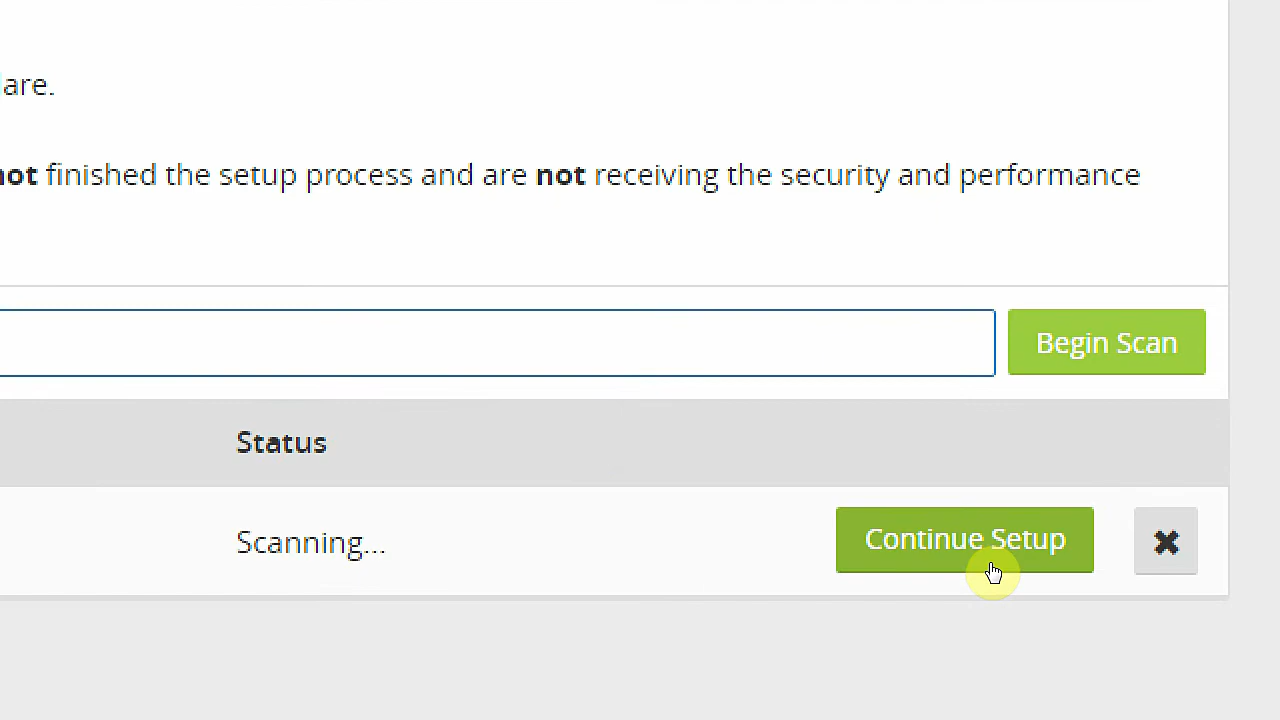 lare.
not finished the setup process and are not receiving the security and performance
Begin Scan
Status
Scanning...
Continue Setup